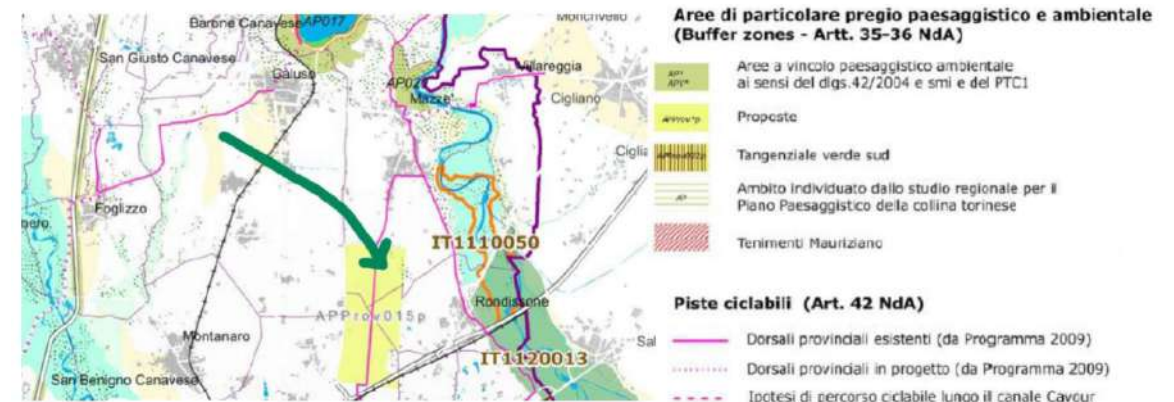 Barone Canavese
AP017
Moncrivello
San Giusto Canavese
Caluso
Villareggia
AP02
Mazze'
Cigliano
Foglizzo
IT1110050
Rondissone
APProv015p
Montanaro
IT1120013
Sal
San Benigno Canavese
Aree di particolare pregio paesaggistico e ambientale
(Buffer zones - Artt. 35-36 NdA)
Aree a vincolo paesaggistico ambientale
ai sensi del dlgs.42/2004 e smi e del PTC1
Proposte
Tangenziale verde sud
AP
Ambito individuato dallo studio regionale per il
Piano Paesaggistico della collina torinese
Tenimenti Mauriziano
Piste ciclabili (Art. 42 NdA)
Dorsali provinciali esistenti (da Programma 2009)
Dorsali provinciali in progetto (da Programma 2009)
Ipotesi di percorso ciclabile lungo il canale Cavour